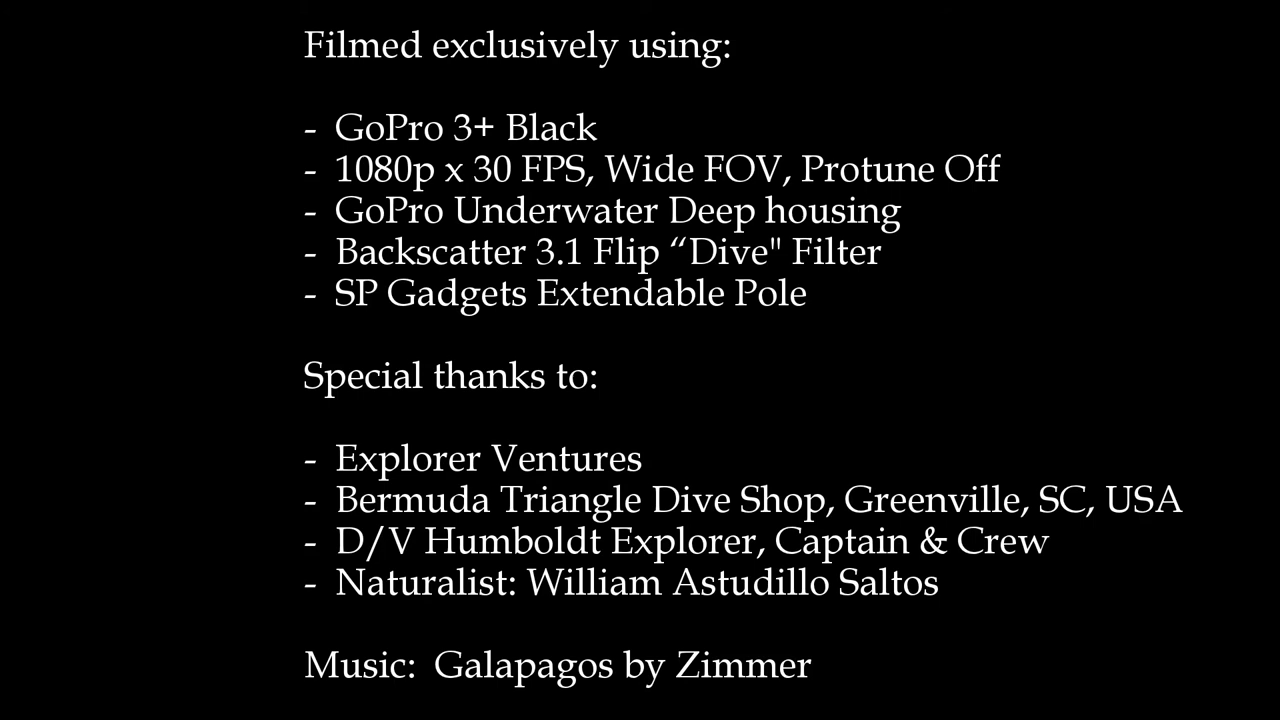 Filmed exclusively using:
- GoPro 3+ Black
- 1080p x 30 FPS, Wide FOV, Protune Off
- GoPro Underwater Deep housing
- Backscatter 3.1 Flip “Dive" Filter
- SP Gadgets Extendable Pole
Special thanks to:
- Explorer Ventures
- Bermuda Triangle Dive Shop, Greenville, SC, USA
- D/V Humboldt Explorer, Captain & Crew
- Naturalist: William Astudillo Saltos
Music:  Galapagos by Zimmer